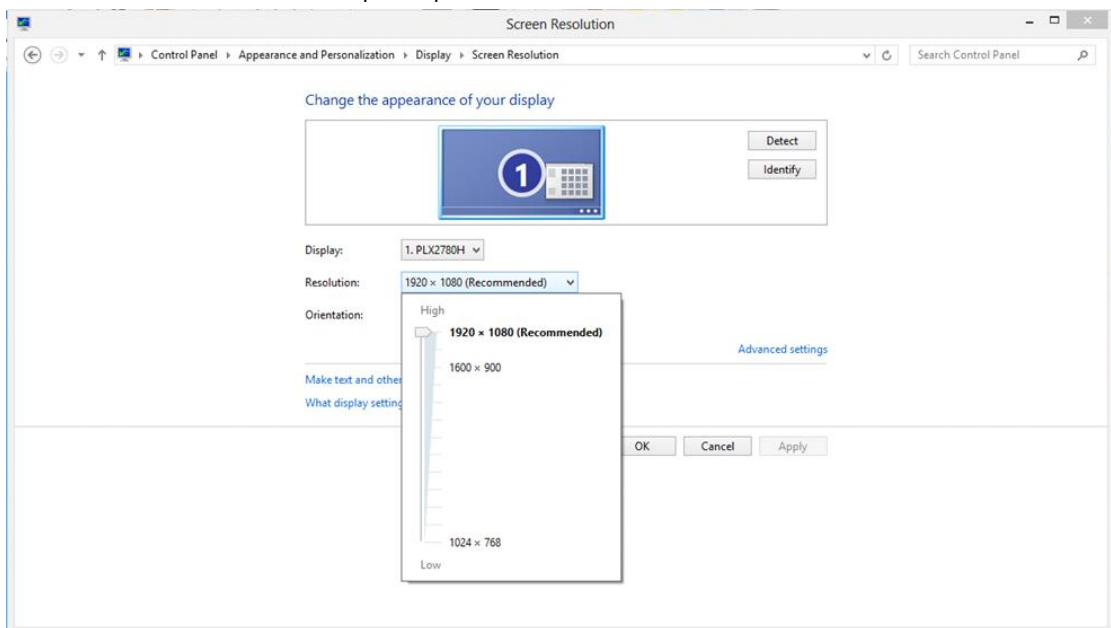 Screen Resolution
Control Panel Appearance and Personalization Display Screen Resolution
Search Control Panel
Change the appearance of your display
1
Detect
Identify
Display:
1. PLX2780H
Resolution:
1920 × 1080 (Recommended)
Orientation:
High
1920 × 1080 (Recommended)
1600 × 900
1024 × 768
Low
Advanced settings
Make text and other
What display setting
OK
Cancel
Apply